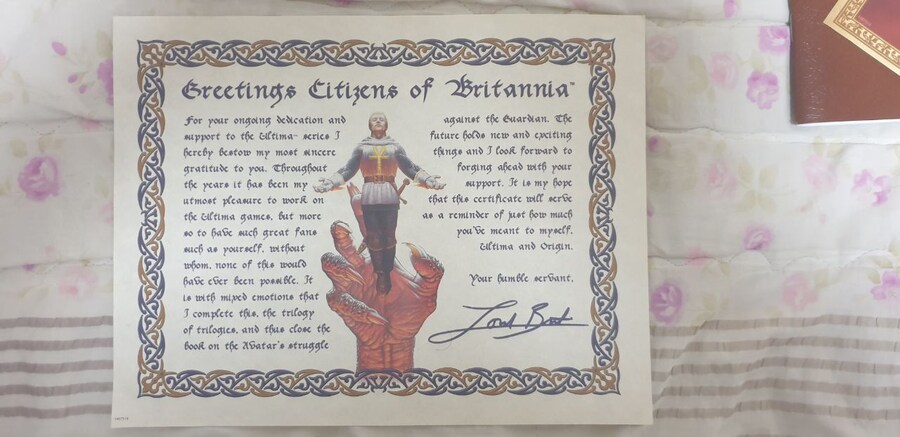 Greetings Citizens of Britannia™
For your ongoing dedication and
support to the Ultima™ series I
hereby bestow my most sincere
gratitude to you. Throughout
the years it has been my
utmost pleasure to work on
the Ultima games, but more
so to have such great fans
such as yourself, without
whom, none of this would
have ever been possible. It
is with mixed emotions that
I complete this, the trilogy
of trilogies, and thus close the
book on the Avatar's struggle
against the Guardian. The
future holds new and exciting
things and I look forward to
forging ahead with your
support. It is my hope
that this certificate will serve
as a reminder of just how much
you've meant to myself,
Ultima and Origin.
Your humble servant,
Lord British